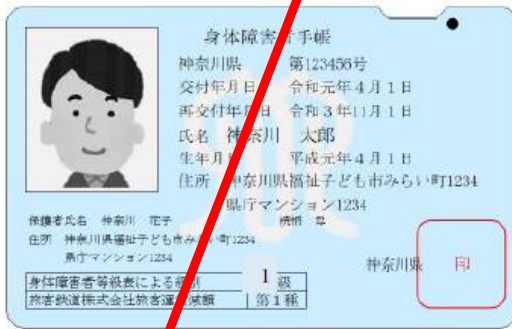 身体障害者手帳
神奈川県 第123456号
交付年月日 令和元年4月1日
再交付年月日 令和3年11月1日
氏名 神奈川 太郎
生年月日 平成元年4月1日
住所 神奈川県福祉子ども市みらい町1234
県庁マンション1234
保護者氏名 神奈川 花子 続柄 母
住所 神奈川県福祉子ども市みらい町1234
県庁マンション1234
神奈川県 印
身体障害者等級表による級別 1 級
旅客鉄道株式会社旅客運賃減額 第1種